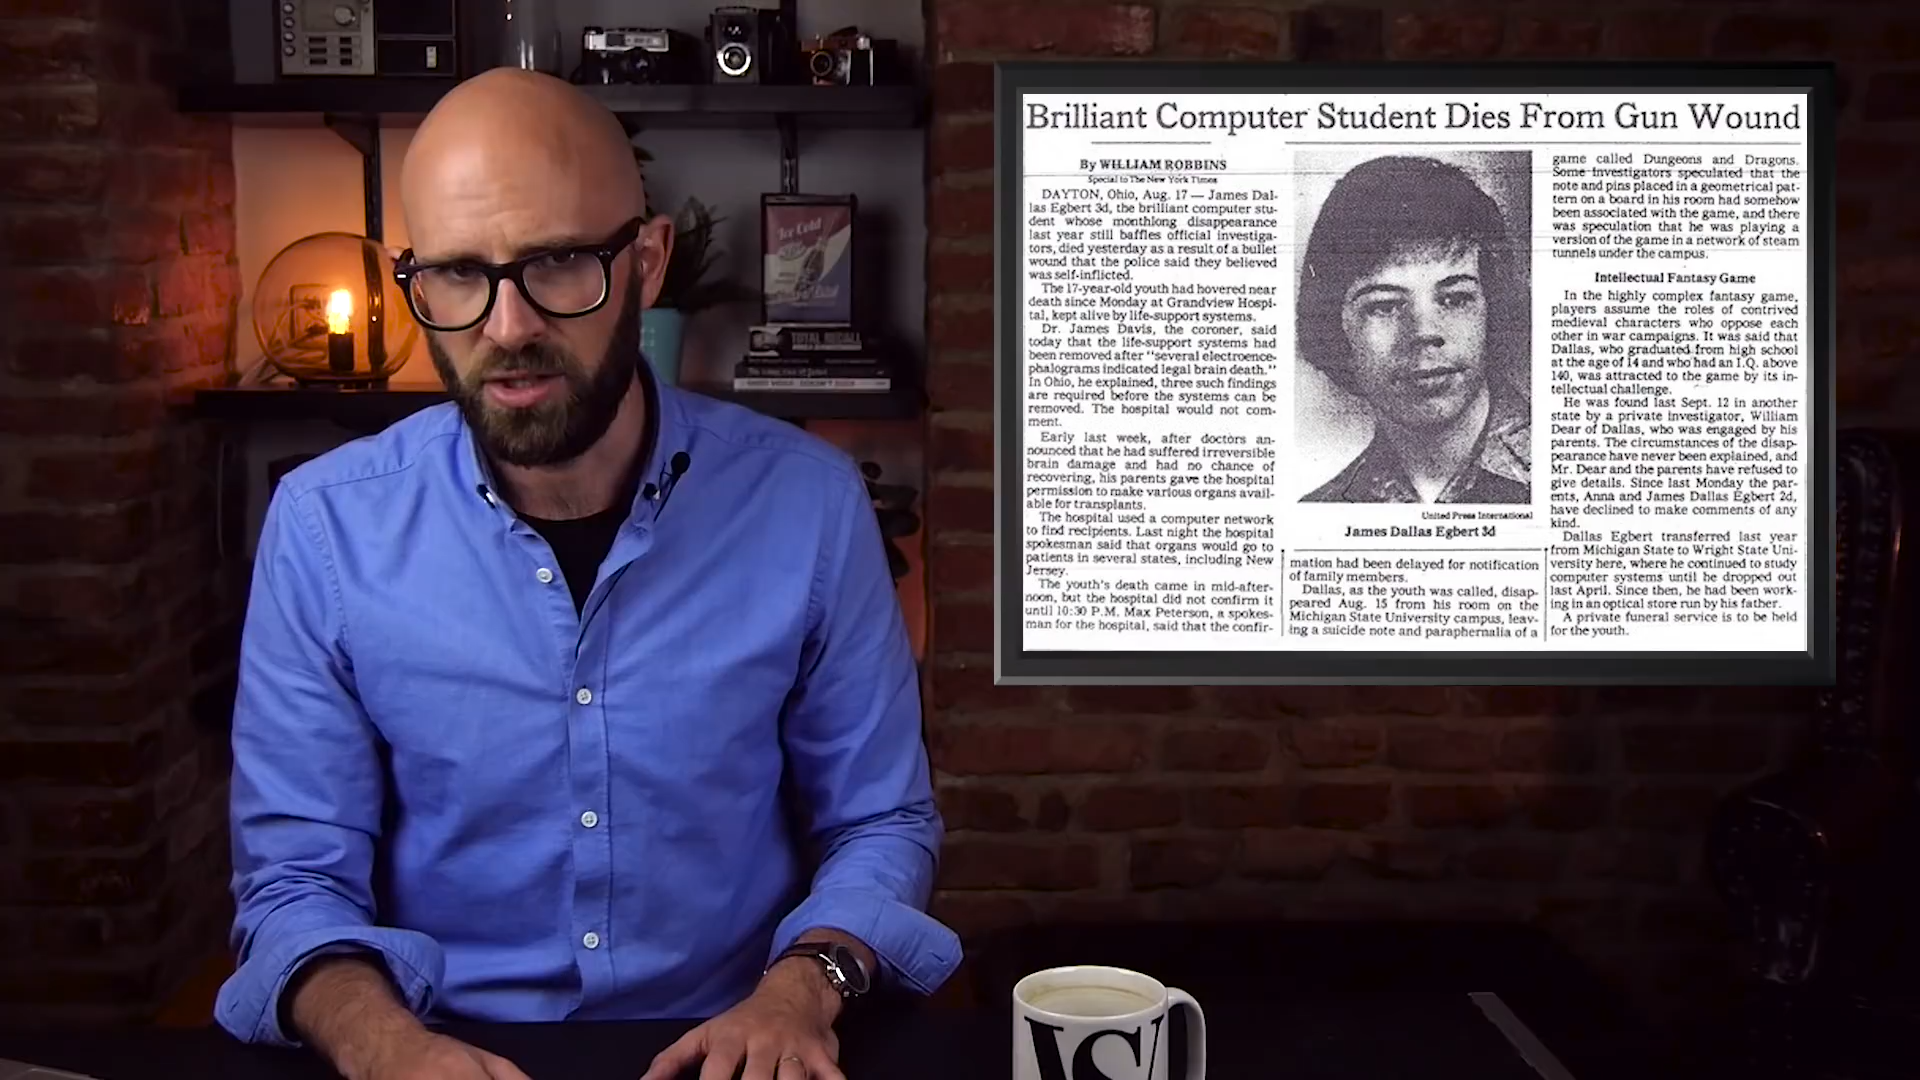 Brilliant Computer Student Dies From Gun Wound
By WILLIAM ROBBINS
Special to The New York Times
DAYTON, Ohio, Aug. 17 — James Dal-
las Egbert 3d, the brilliant computer stu-
dent whose monthlong disappearance
last year still baffles official investiga-
tors, died yesterday as a result of a bullet
wound that the police said they believed
was self-inflicted.
The 17-year-old youth had hovered near
death since Monday at Grandview Hospi-
tal, kept alive by life-support systems.
Dr. James Davis, the coroner, said
today that the life-support systems had
been removed after "several electroence-
phalograms indicated legal brain death."
In Ohio, he explained, three such findings
are required before the systems can be
removed. The hospital would not com-
ment.
Early last week, after doctors an-
nounced that he had suffered irreversible
brain damage and had no chance of
recovering, his parents gave the hospital
permission to make various organs avail-
able for transplants.
The hospital used a computer network
to find recipients. Last night the hospital
spokesman said that organs would go to
patients in several states, including New
Jersey.
The youth's death came in mid-after-
noon, but the hospital did not confirm it
until 10:30 P.M. Max Peterson, a spokes-
man for the hospital, said that the confir-
United Press International
James Dallas Egbert 3d
mation had been delayed for notification
of family members.
Dallas, as the youth was called, disap-
peared Aug. 15 from his room on the
Michigan State University campus, leav-
ing a suicide note and paraphernalia of a
game called Dungeons and Dragons.
Some investigators speculated that the
note and pins placed in a geometrical pat-
tern on a board in his room had somehow
been associated with the game, and there
was speculation that he was playing a
version of the game in a network of steam
tunnels under the campus.
Intellectual Fantasy Game
In the highly complex fantasy game,
players assume the roles of contrived
medieval characters who oppose each
other in war campaigns. It was said that
Dallas, who graduated from high school
at the age of 14 and who had an I.Q. above
140, was attracted to the game by its in-
tellectual challenge.
He was found last Sept. 12 in another
state by a private investigator, William
Dear of Dallas, who was engaged by his
parents. The circumstances of the disap-
pearance have never been explained, and
Mr. Dear and the parents have refused to
give details. Since last Monday the par-
ents, Anna and James Dallas Egbert 2d,
have declined to make comments of any
kind.
Dallas Egbert transferred last year
from Michigan State to Wright State Uni-
versity here, where he continued to study
computer systems until he dropped out
last April. Since then, he had been work-
ing in an optical store run by his father.
A private funeral service is to be held
for the youth.
Ice Cold
TOTAL RECALL